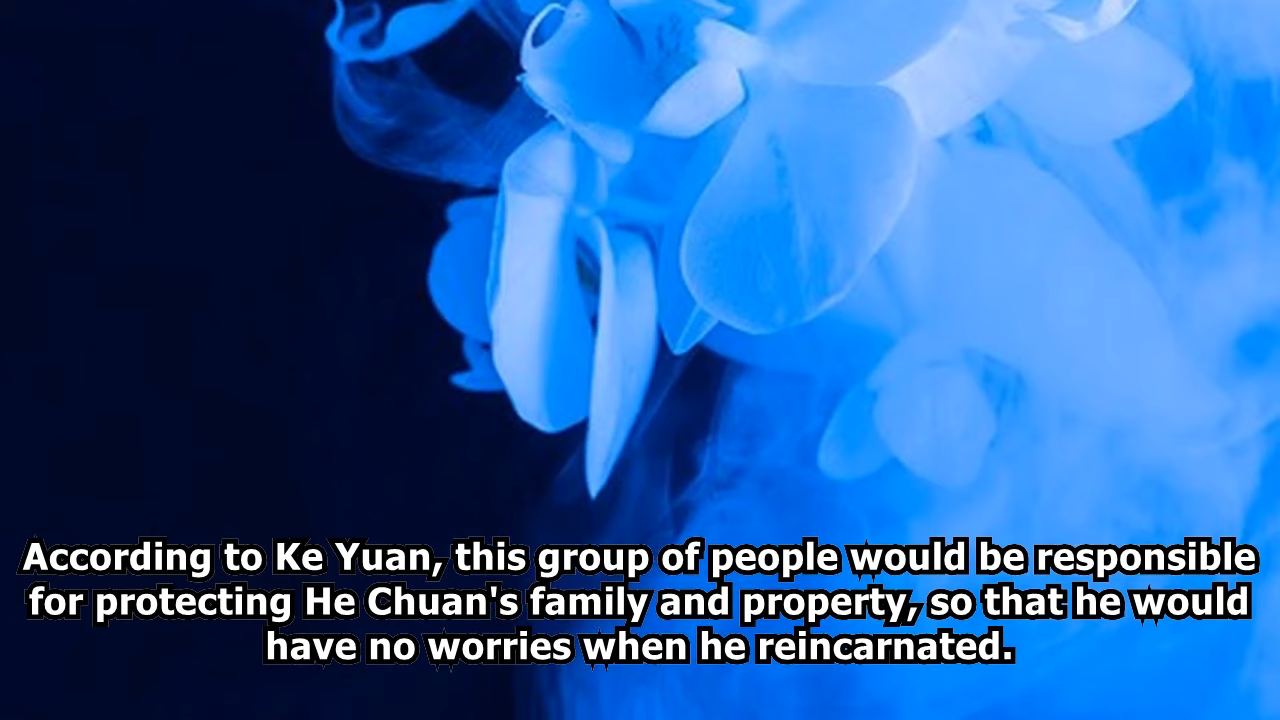 According to Ke Yuan, this group of people would be responsible
for protecting He Chuan's family and property, so that he would
have no worries when he reincarnated.